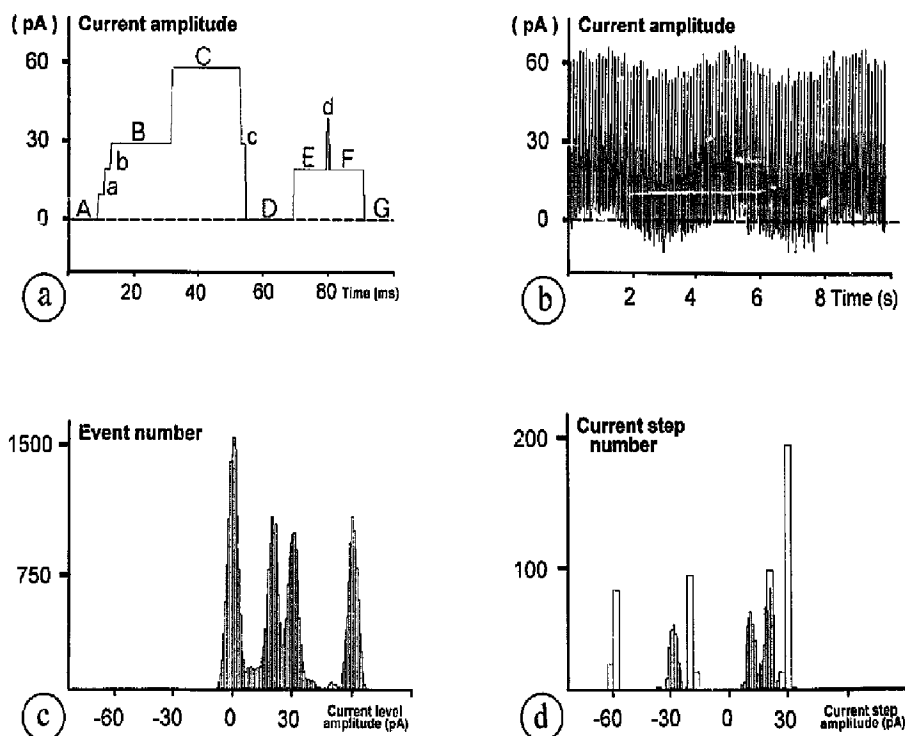 ( pA ) Current amplitude
60
30
0
A a b B C c D E d F G
20 40 60 80 Time (ms)
a
( pA ) Current amplitude
60
30
0
2 4 6 8 Time (s)
b
Event number
1500
750
-60 -30 0 30 Current level amplitude (pA)
c
Current step number
200
100
-60 -30 0 30 Current step amplitude (pA)
d